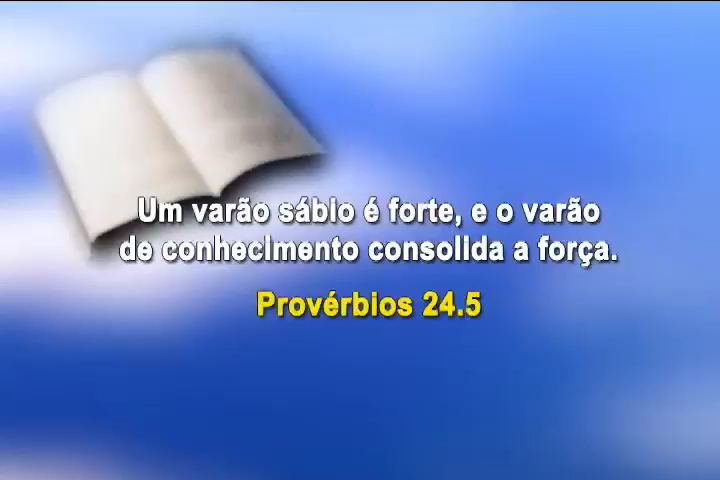 Um varão sábio é forte, e o varão
de conhecimento consolida a força.
Provérbios 24.5